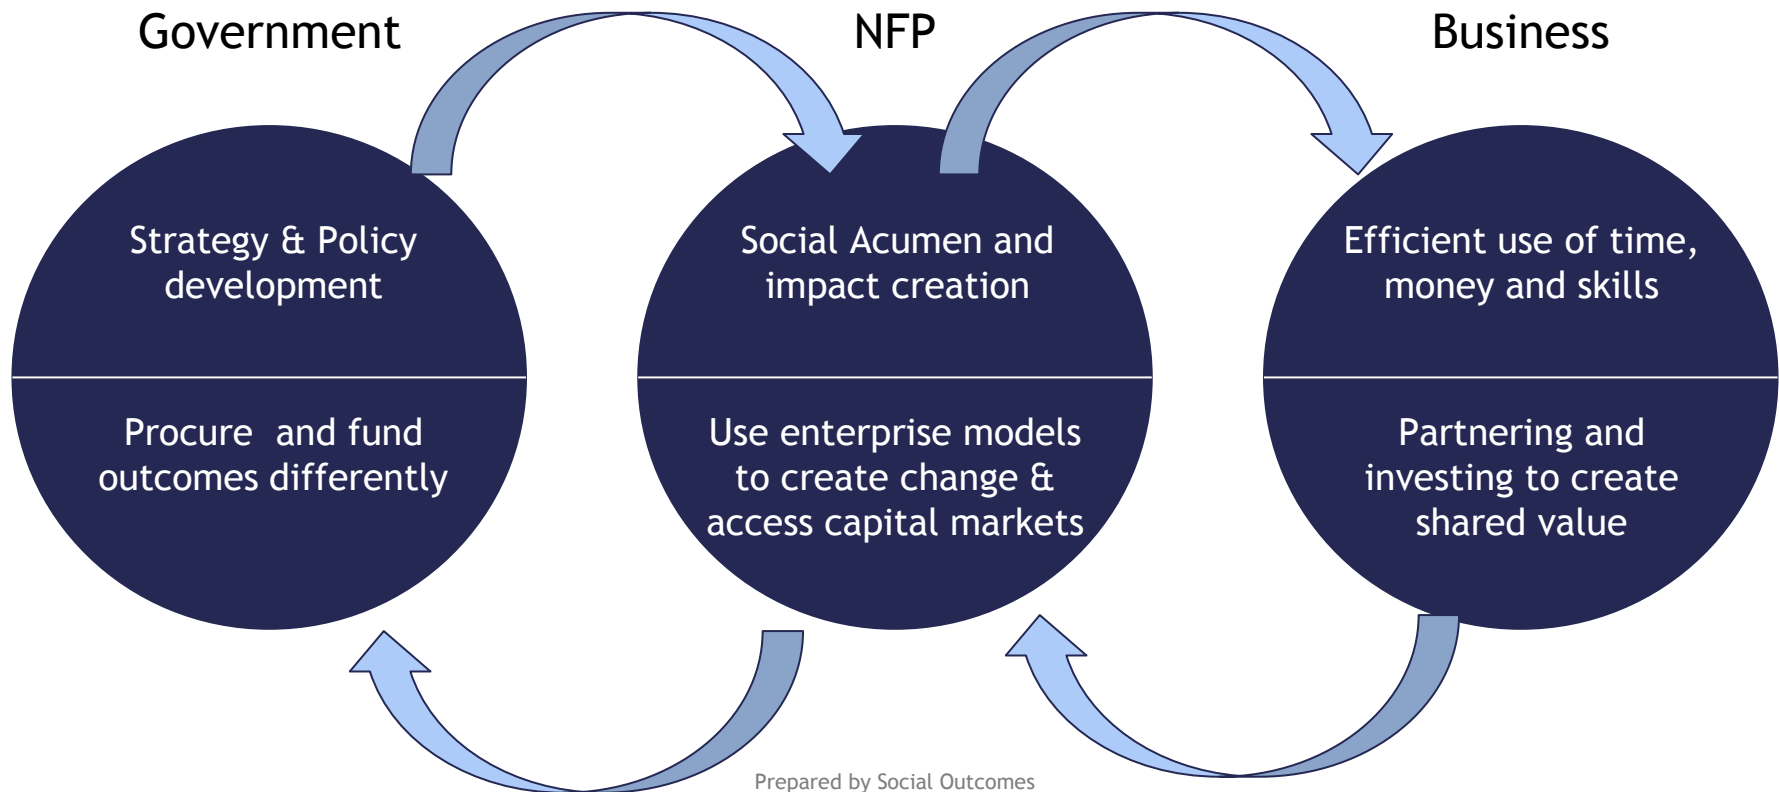 Government
NFP
Business
Strategy & Policy
development
Procure  and fund
outcomes differently
Social Acumen and
impact creation
Use enterprise models
to create change &
access capital markets
Efficient use of time,
money and skills
Partnering and
investing to create
shared value
Prepared by Social Outcomes